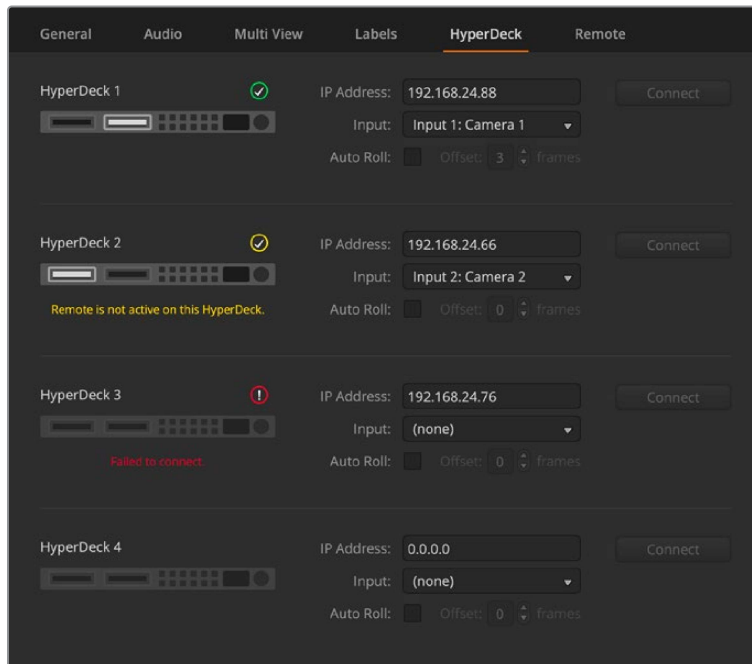 General Audio Multi View Labels HyperDeck Remote
HyperDeck 1 IP Address: 192.168.24.88 Connect
Input: Input 1: Camera 1
Auto Roll: Offset: 3 frames
HyperDeck 2 IP Address: 192.168.24.66 Connect
Input: Input 2: Camera 2
Remote is not active on this HyperDeck. Auto Roll: Offset: 0 frames
HyperDeck 3 IP Address: 192.168.24.76 Connect
Input: (none)
Failed to connect. Auto Roll: Offset: 0 frames
HyperDeck 4 IP Address: 0.0.0.0 Connect
Input: (none)
Auto Roll: Offset: 0 frames